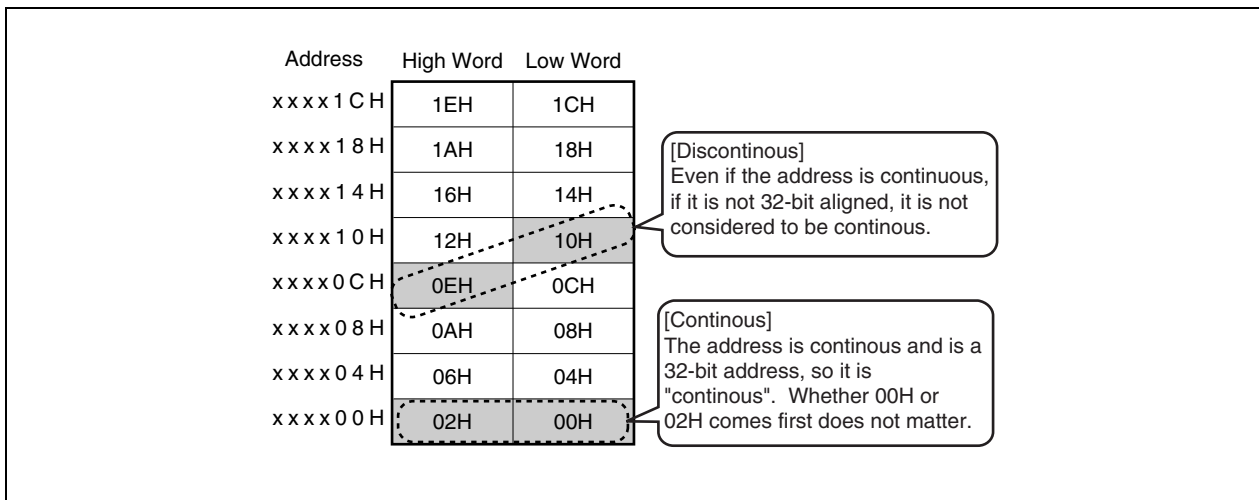 Address High Word Low Word
xxxx1CH 1EH 1CH
xxxx18H 1AH 18H
xxxx14H 16H 14H
xxxx10H 12H 10H
xxxx0CH 0EH 0CH
xxxx08H 0AH 08H
xxxx04H 06H 04H
xxxx00H 02H 00H
[Discontinous]
Even if the address is continuous,
if it is not 32-bit aligned, it is not
considered to be continous.
[Continous]
The address is continous and is a
32-bit address, so it is
"continous". Whether 00H or
02H comes first does not matter.